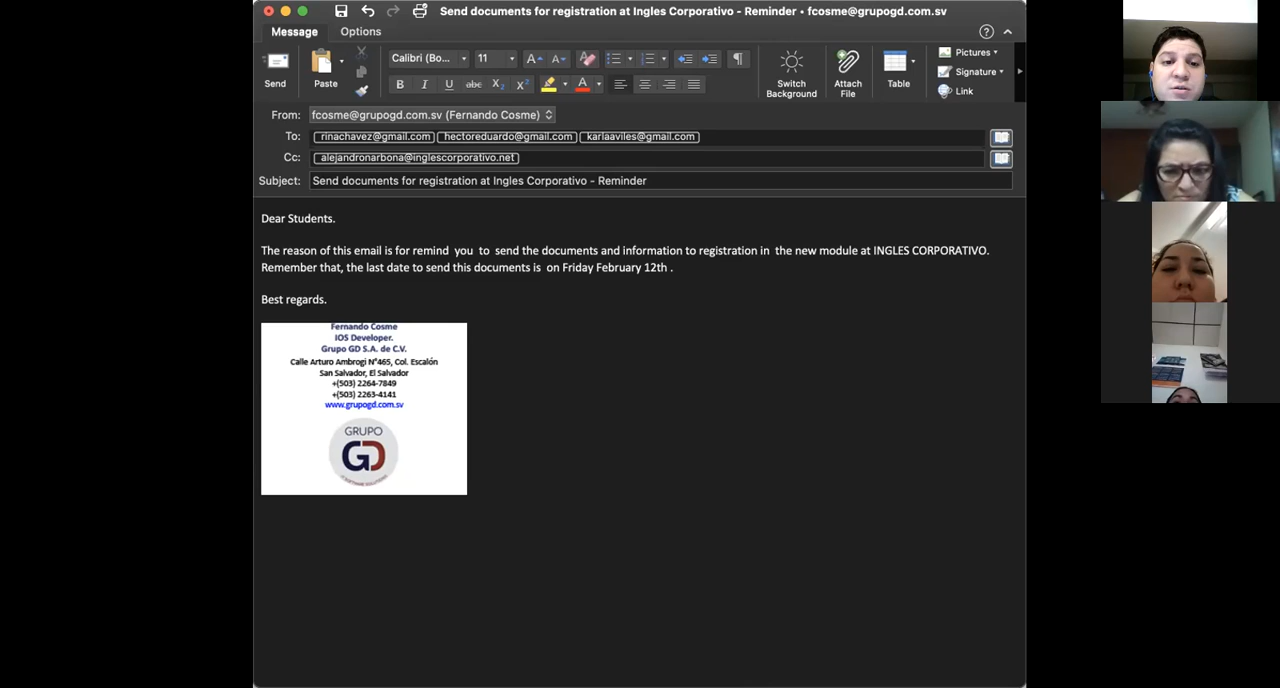 Send documents for registration at Ingles Corporativo - Reminder • fcosme@grupogd.com.sv
Message Options
Calibri (Bo... 11
Send
Paste
Switch Background
Attach File
Table
Pictures
Signature
Link
From: fcosme@grupogd.com.sv (Fernando Cosme)
To: rinachavez@gmail.com hectoreduardo@gmail.com karlaaviles@gmail.com
Cc: alejandronarbona@inglescorporativo.net
Subject: Send documents for registration at Ingles Corporativo - Reminder
Dear Students.
The reason of this email is for remind you to send the documents and information to registration in the new module at INGLES CORPORATIVO.
Remember that, the last date to send this documents is on Friday February 12th .
Best regards.
Fernando Cosme
IOS Developer.
Grupo GD S.A. de C.V.
Calle Arturo Ambrogi N°465, Col. Escalón
San Salvador, El Salvador
+(503) 2264-7849
+(503) 2263-4141
www.grupogd.com.sv
GRUPO
GD